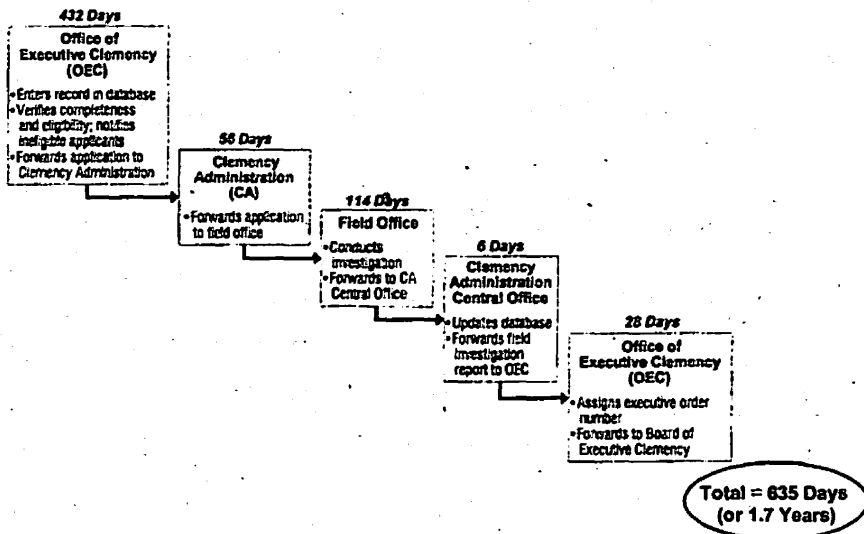 432 Days
Office of
Executive Clemency
(OEC)
•Enters record in database
•Verifies completeness
and eligibility; notifies
ineligible applicants
•Forwards application to
Clemency Administration
56 Days
Clemency
Administration
(CA)
•Forwards application
to field office
114 Days
Field Office
•Conducts
investigation
•Forwards to CA
Central Office
6 Days
Clemency
Administration
Central Office
•Updates database
•Forwards field
investigation
report to OEC
28 Days
Office of
Executive Clemency
(OEC)
•Assigns executive order
number
•Forwards to Board of
Executive Clemency
Total = 635 Days
(or 1.7 Years)